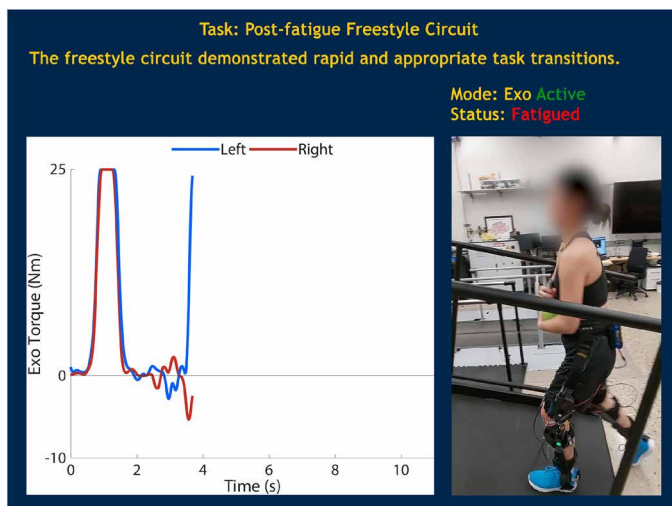 Task: Post-fatigue Freestyle Circuit
The freestyle circuit demonstrated rapid and appropriate task transitions.
Mode: Exo Active
Status: Fatigued
Left Right
25
0
-10
Exo Torque (Nm)
0 2 4 6 8 10
Time (s)